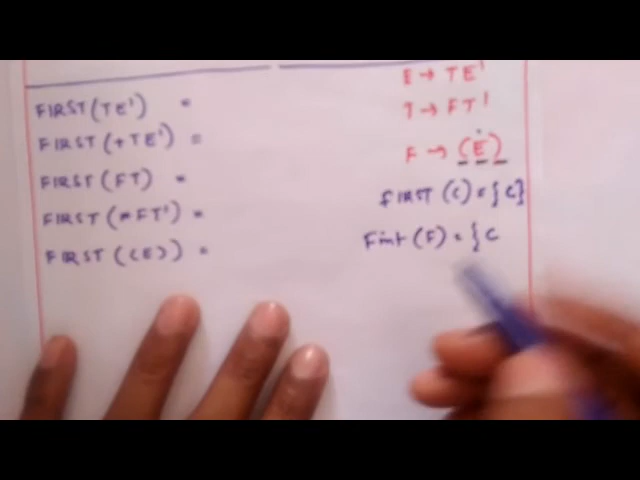 FIRST(TE') =
FIRST(+TE') =
FIRST(FT) =
FIRST(*FT') =
FIRST((E)) =
E → TE'
T → FT'
F → (E)
FIRST (C) = {C}
First (F) = {C